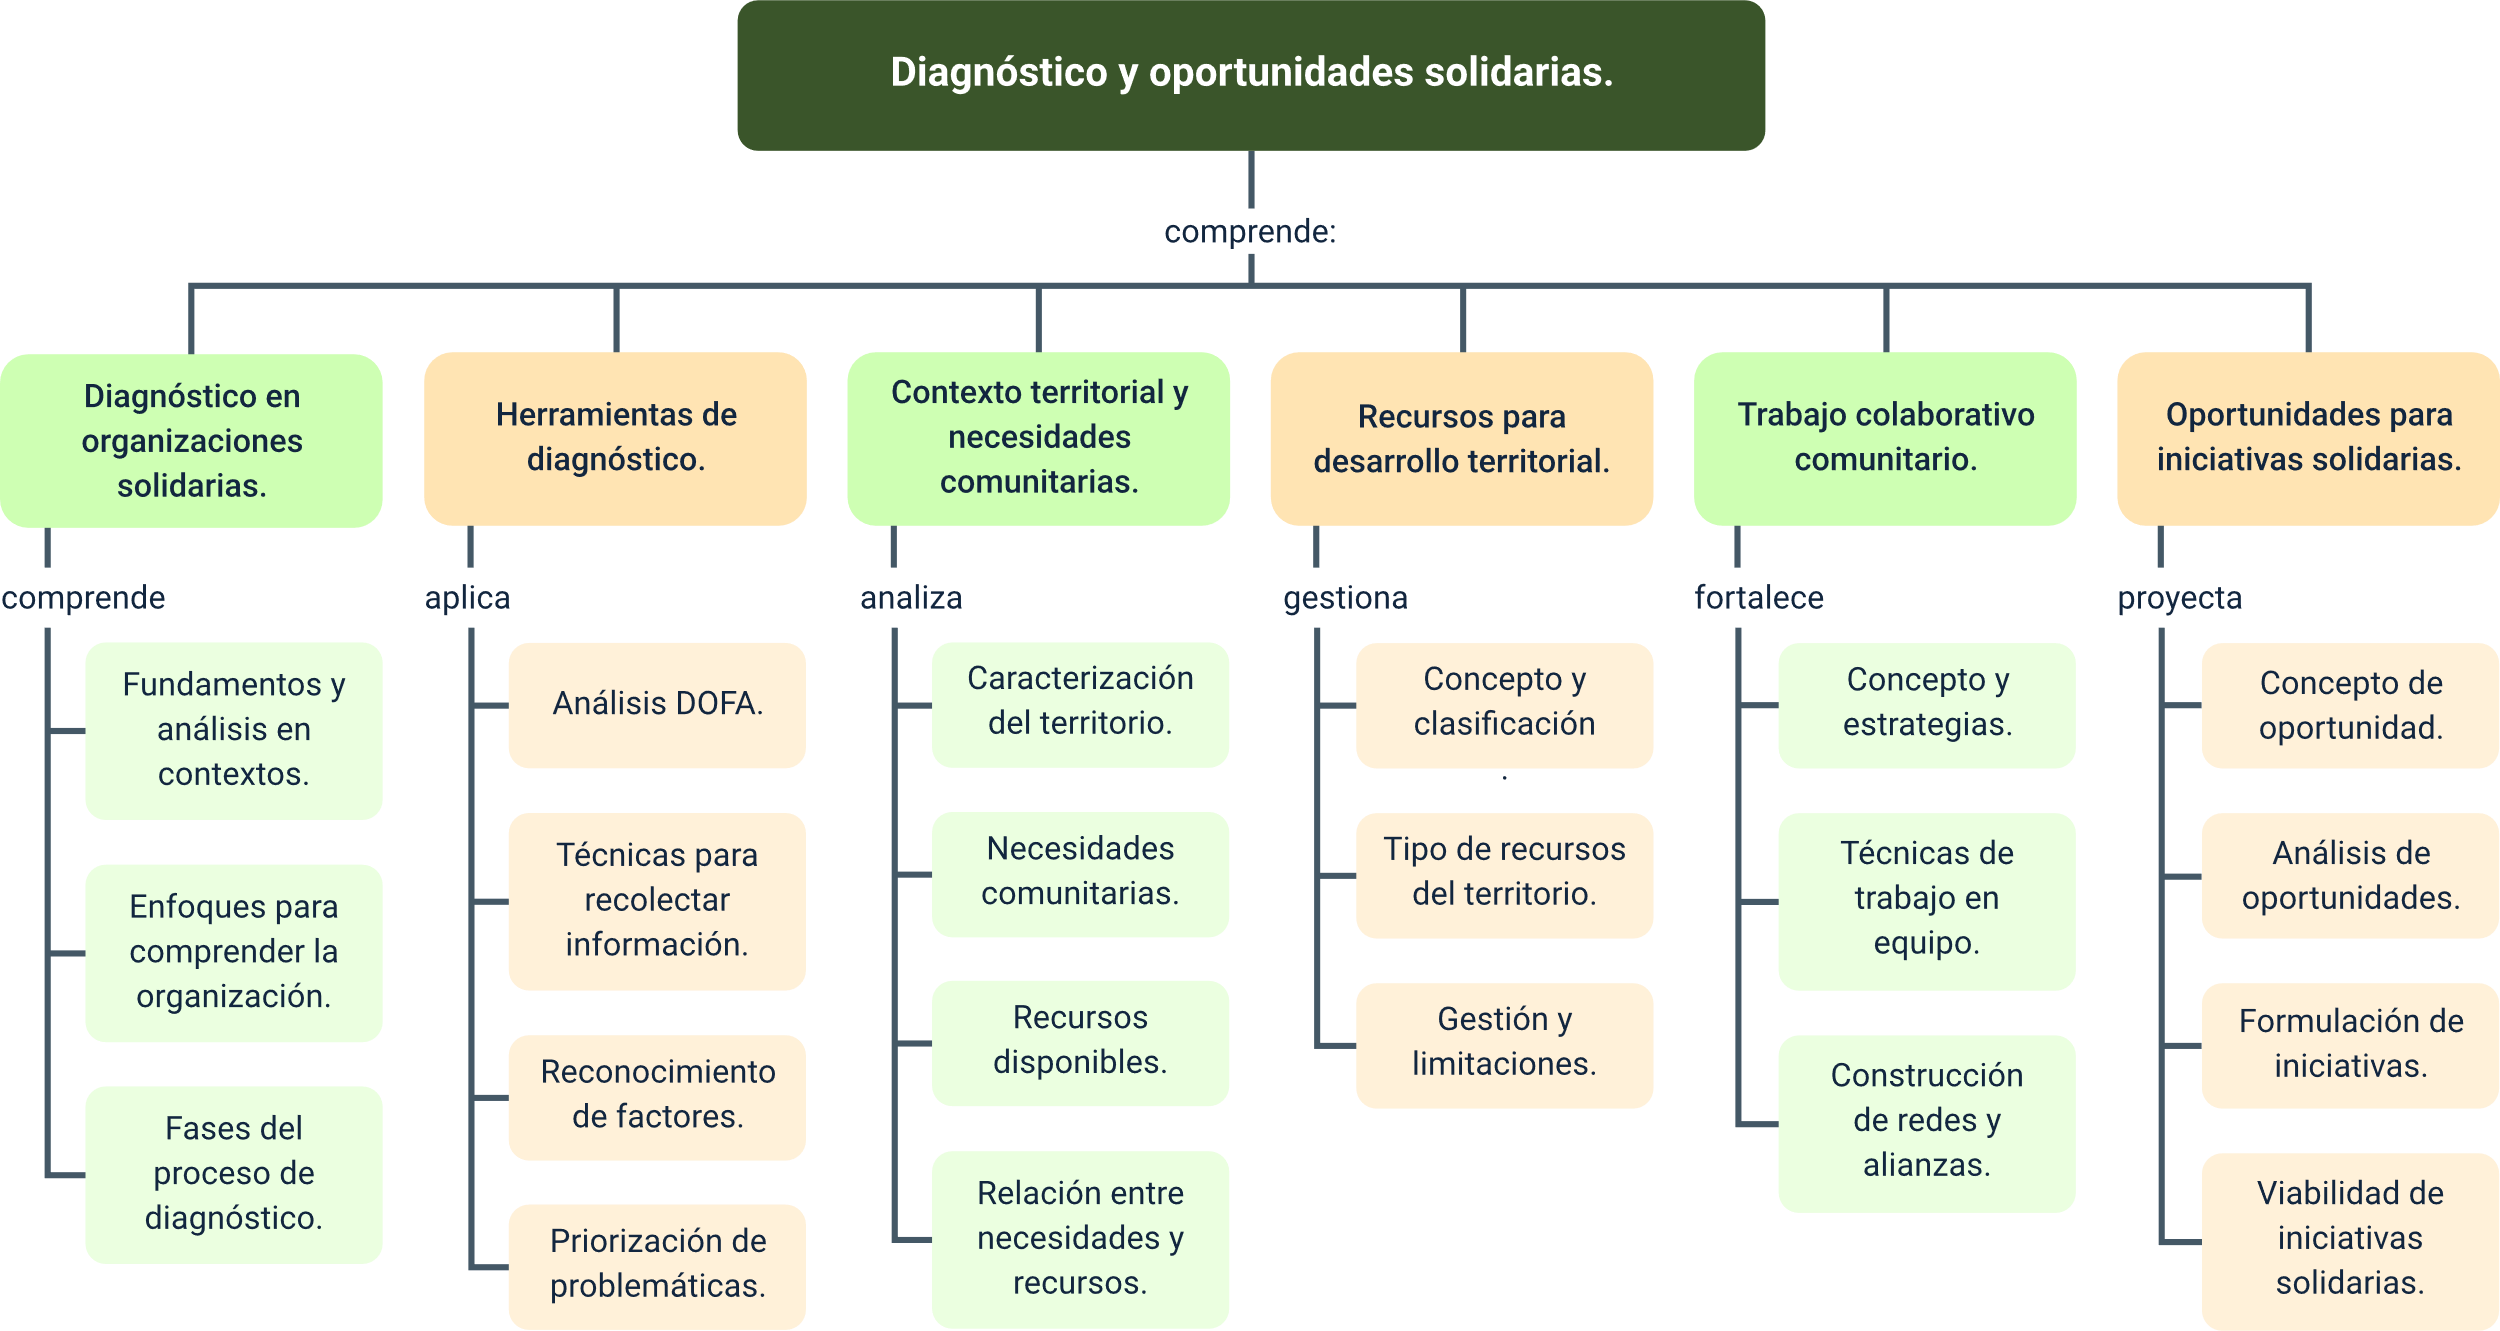 Diagnóstico y oportunidades solidarias.
comprende:
Diagnóstico en
organizaciones
solidarias.
comprende
Fundamentos y
análisis en
contextos.
Enfoques para
comprender la
organización.
Fases del
proceso de
diagnóstico.
Herramientas de
diagnóstico.
aplica
Análisis DOFA.
Técnicas para
recolectar
información.
Reconocimiento
de factores.
Priorización de
problemáticas.
Contexto territorial y
necesidades
comuntarias.
analiza
Caracterización
del territorio.
Necesidades
comunitarias.
Recursos
disponibles.
Relación entre
necesidades y
recursos.
Recursos para
desarrollo territorial.
gestiona
Concepto y
clasificación
.
Tipo de recursos
del territorio.
Gestión y
limitaciones.
Trabajo colaborativo
comunitario.
fortalece
Concepto y
estrategias.
Técnicas de
trabajo en
equipo.
Construcción
de redes y
alianzas.
Oportunidades para
iniciativas solidarias.
proyecta
Concepto de
oportunidad.
Análisis de
oportunidades.
Formulación de
iniciativas.
Viabilidad de
iniciativas
solidarias.